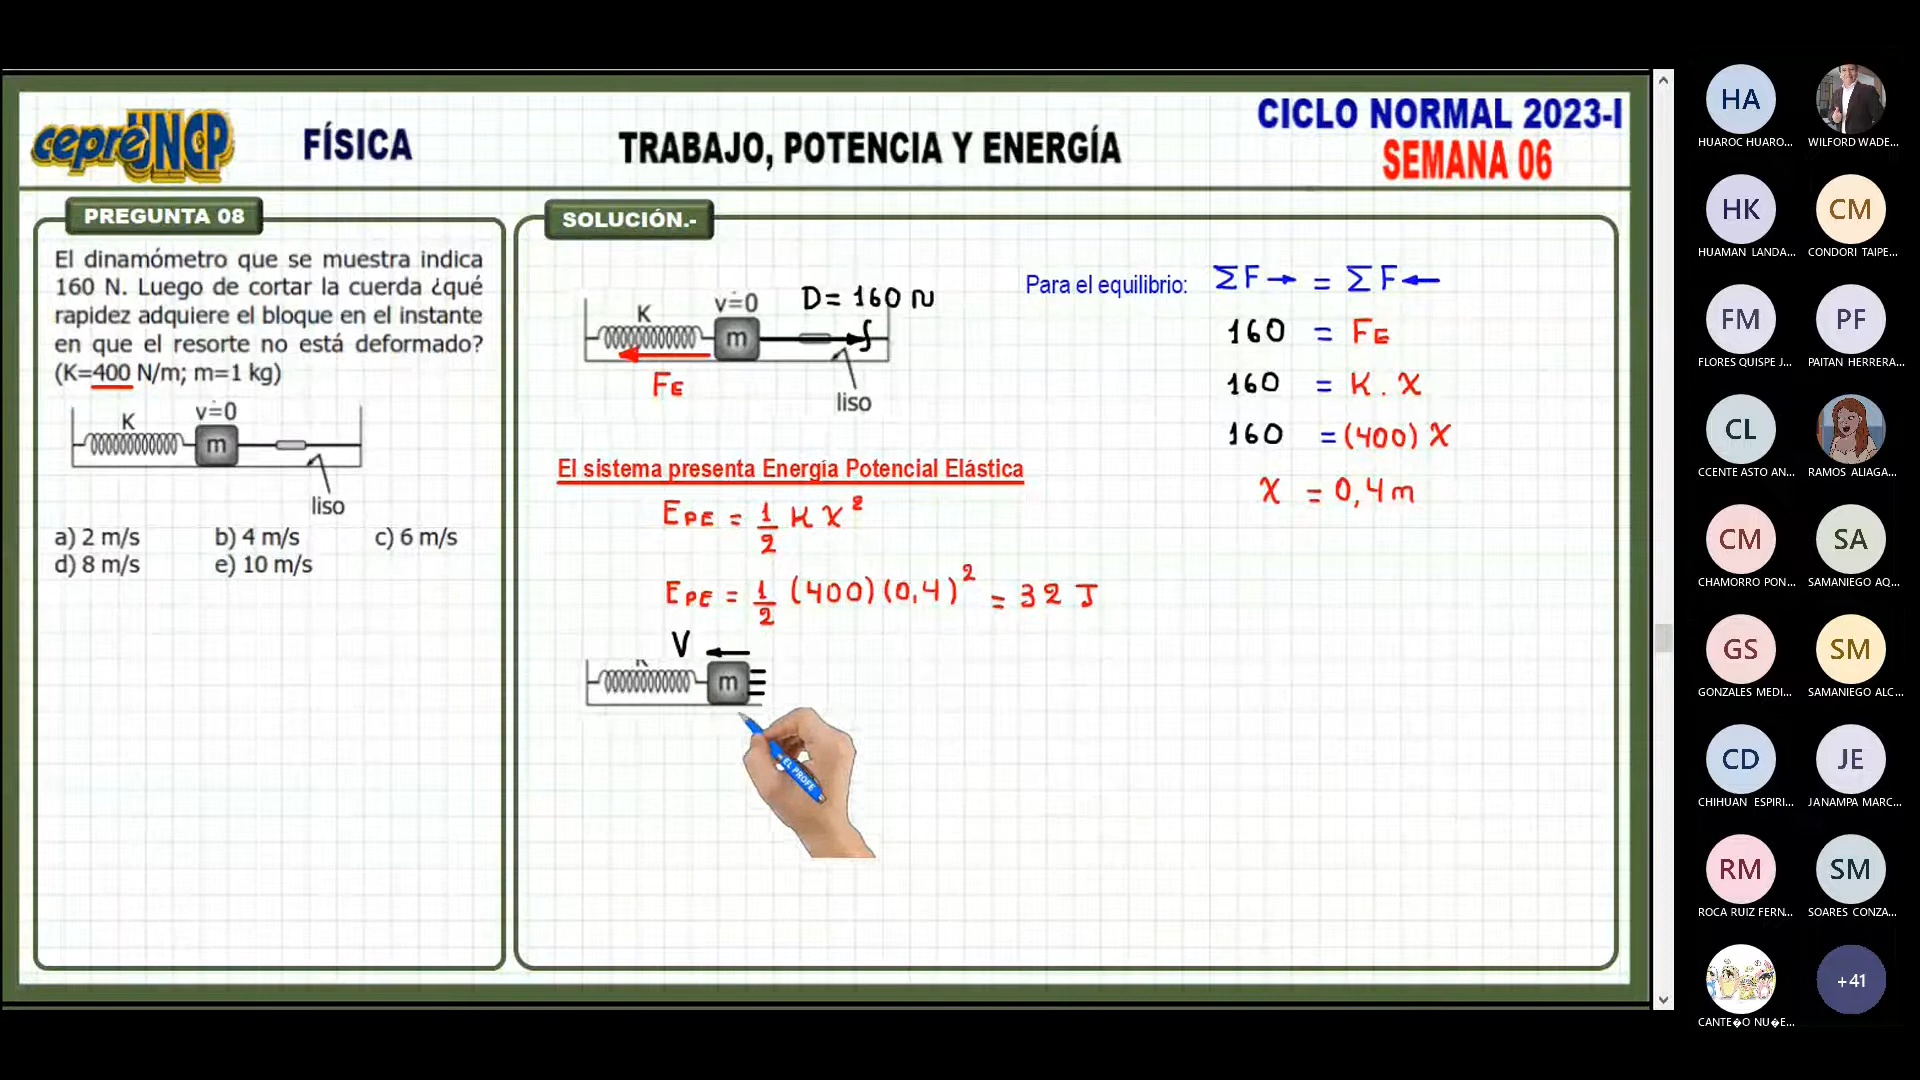 cepreUNCP
FÍSICA
TRABAJO, POTENCIA Y ENERGÍA
CICLO NORMAL 2023-I
SEMANA 06
PREGUNTA 08
El dinamómetro que se muestra indica
160 N. Luego de cortar la cuerda ¿qué
rapidez adquiere el bloque en el instante
en que el resorte no está deformado?
(K=400 N/m; m=1 kg)
K
v=0
m
liso
a) 2 m/s b) 4 m/s c) 6 m/s
d) 8 m/s e) 10 m/s
SOLUCIÓN.-
K
v=0
D = 160 N
m
FE
liso
El sistema presenta Energía Potencial Elástica
EPE = 1/2 K X²
EPE = 1/2 (400)(0,4)² = 32 J
V
K
m
EL PROFE
Para el equilibrio: ΣF→ = ΣF←
160 = FE
160 = K . X
160 = (400) X
X = 0,4 m
HA
HUAROC HUARO...
WILFORD WADE...
HK
HUAMAN LANDA...
CM
CONDORI TAIPE...
FM
FLORES QUISPE J...
PF
PAITAN HERRERA...
CL
CCENTE ASTO AN...
RAMOS ALIAGA...
CM
CHAMORRO PON...
SA
SAMANIEGO AQ...
GS
GONZALES MEDI...
SM
SAMANIEGO ALC...
CD
CHIHUAN ESPIRI...
JE
JANAMPA MARC...
RM
ROCA RUIZ FERN...
SM
SOARES CONZA...
CANTE�O NU�E...
+41